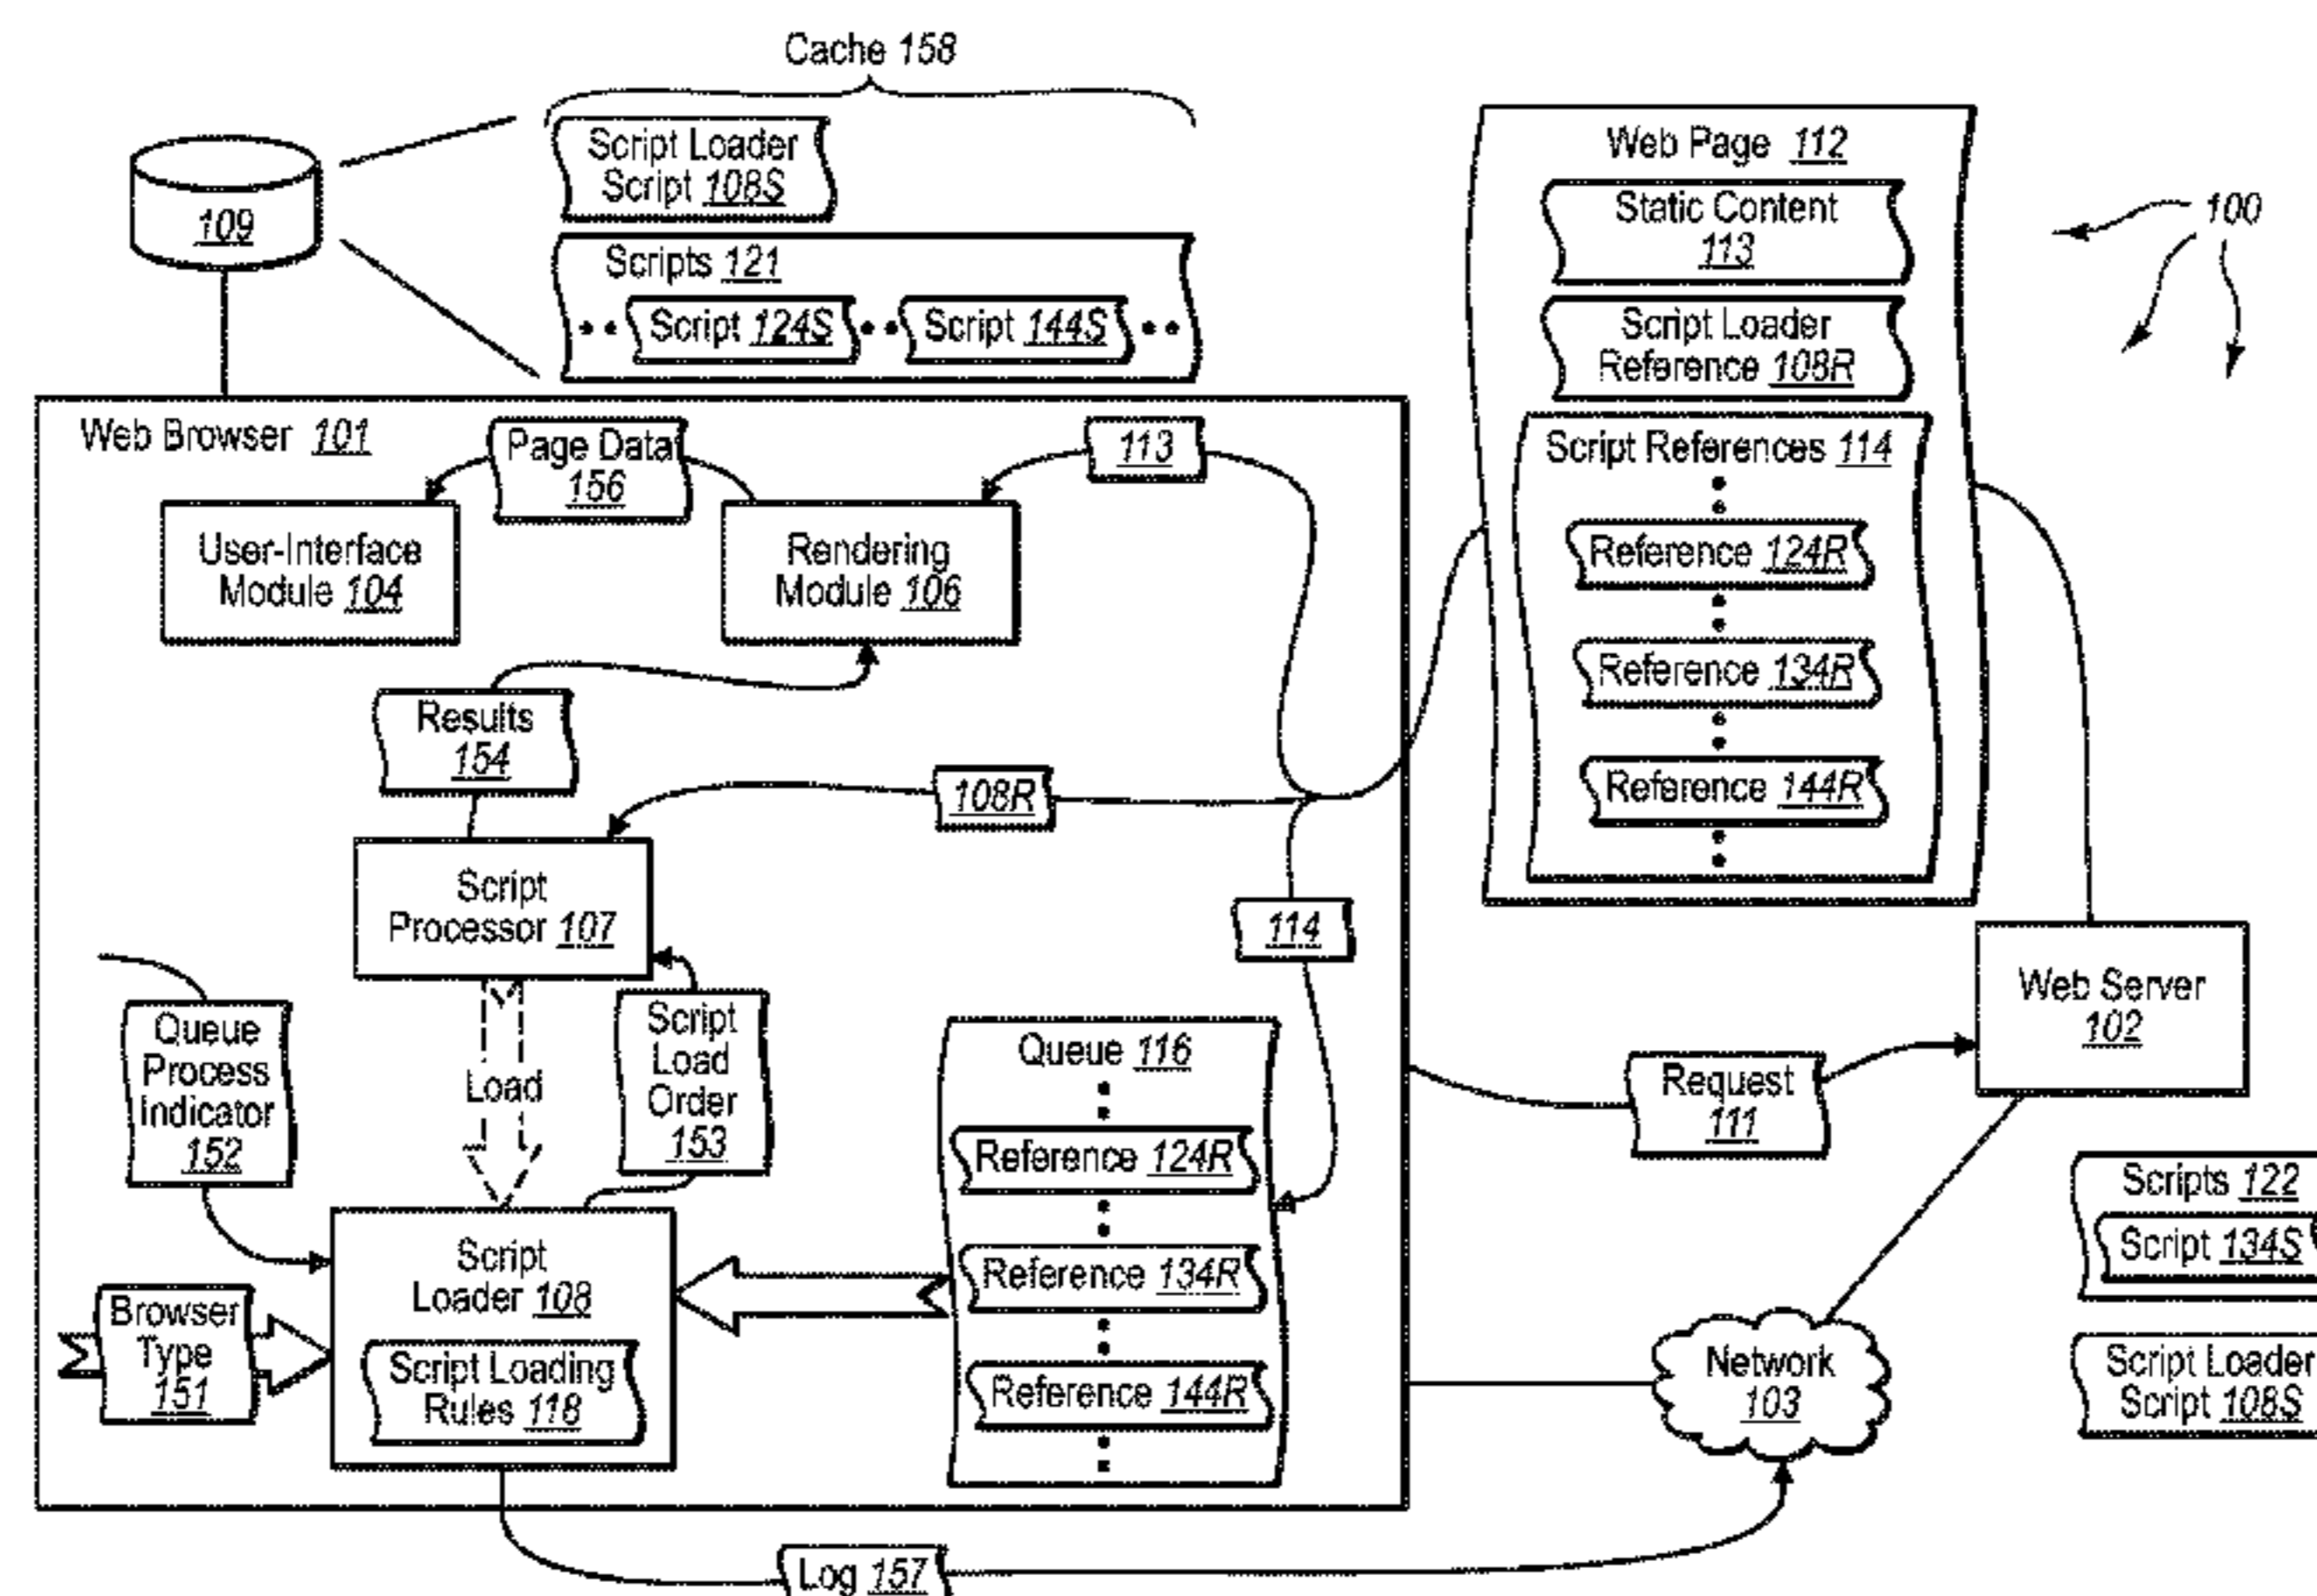 Cache 158
Script Loader
Script 108S
109
Scripts 121
Script 124S
Script 144S
Web Page 112
Static Content
113
Script Loader
Reference 108R
Script References 114
Reference 124R
Reference 134R
Reference 144R
100
Web Browser 101
Page Data
156
113
User-Interface
Module 104
Rendering
Module 106
Results
154
108R
Script
Processor 107
114
Queue
Process
Indicator
152
Load
Script
Load
Order
153
Queue 116
Reference 124R
Reference 134R
Reference 144R
Browser
Type
151
Script
Loader 108
Script Loading
Rules 118
Web Server
102
Request
111
Scripts 122
Script 134S
Network
103
Script Loader
Script 108S
Log 157